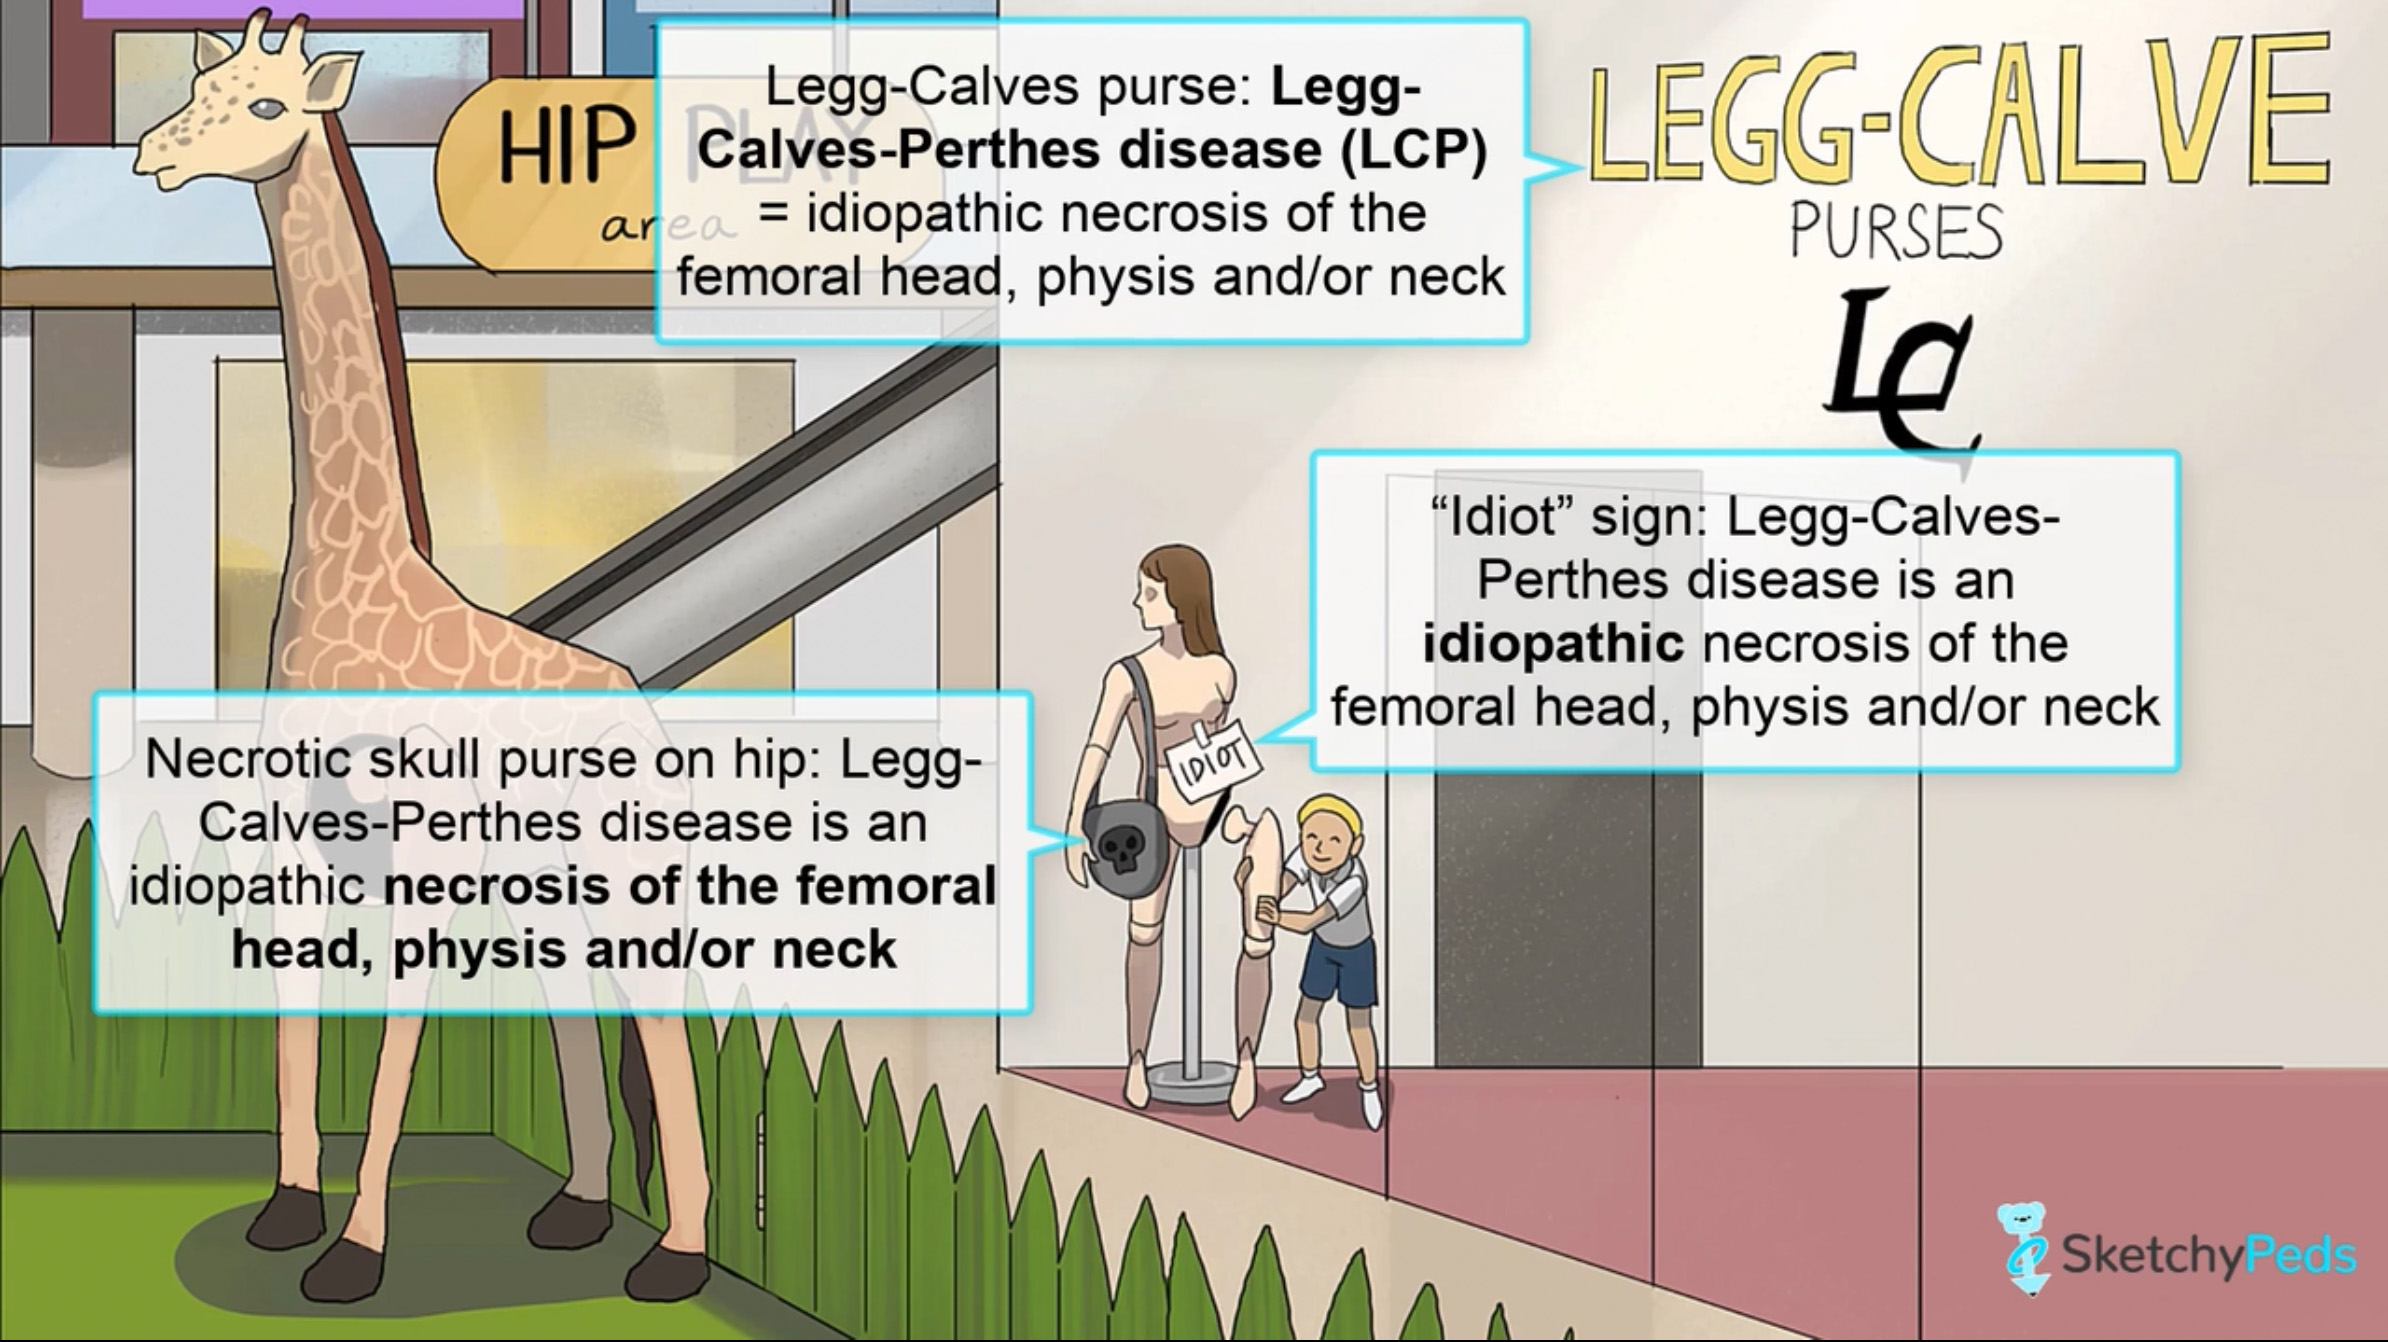 HIP PLAY
area
Legg-Calves purse: Legg-
Calves-Perthes disease (LCP)
= idiopathic necrosis of the
femoral head, physis and/or neck
LEGG-CALVE
PURSES
LC
“Idiot” sign: Legg-Calves-
Perthes disease is an
idiopathic necrosis of the
femoral head, physis and/or neck
IDIOT
Necrotic skull purse on hip: Legg-
Calves-Perthes disease is an
idiopathic necrosis of the femoral
head, physis and/or neck
SketchyPeds